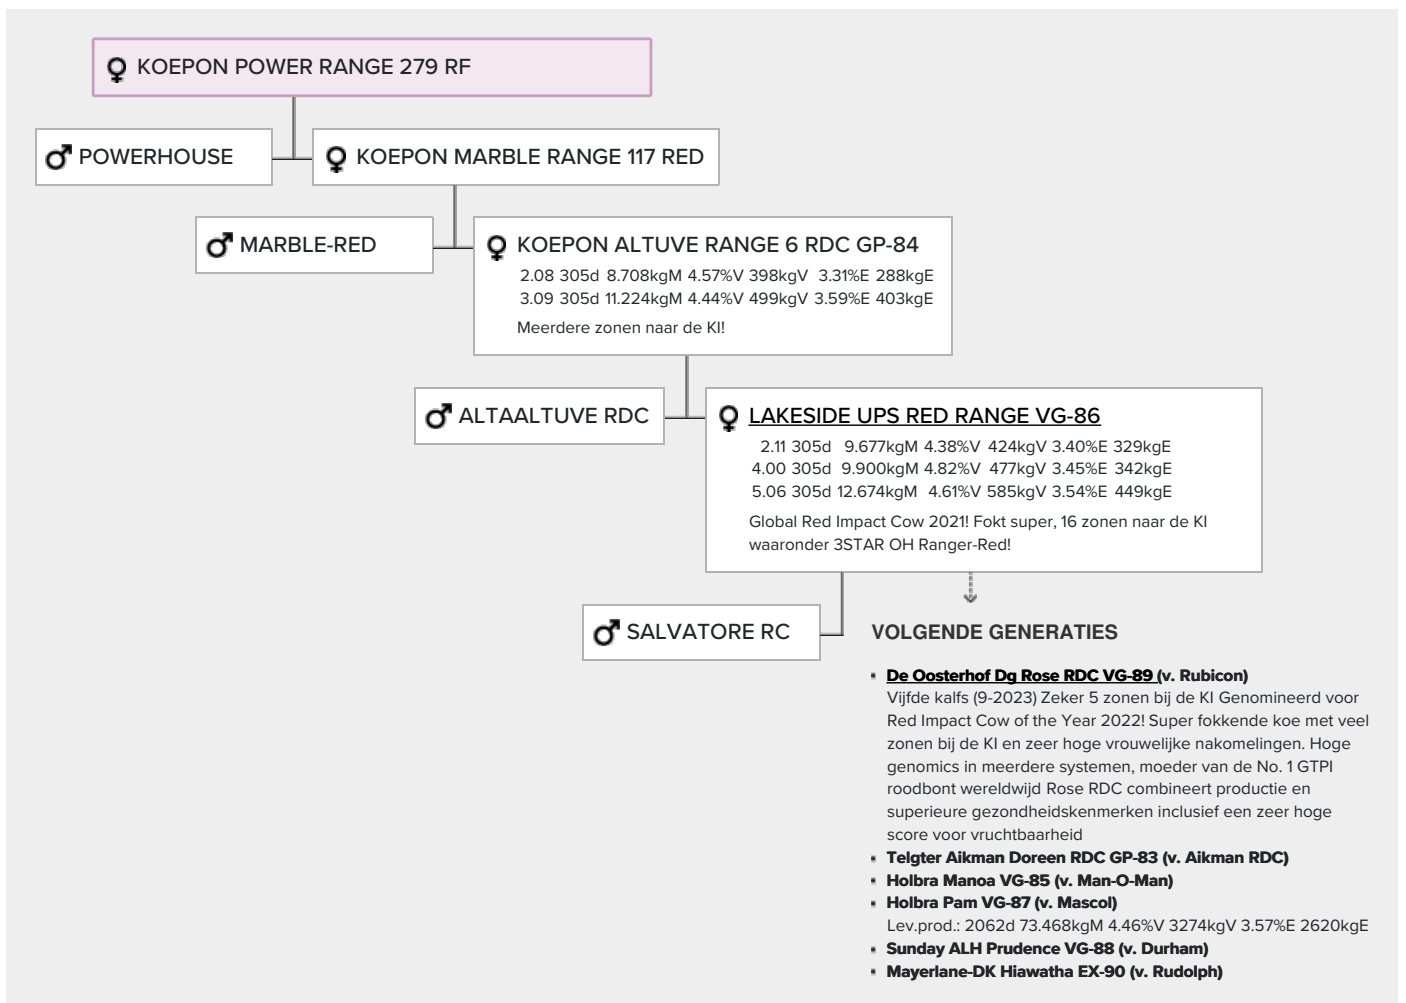 KOEPON POWER RANGE 279 RF
POWERHOUSE
KOEPON MARBLE RANGE 117 RED
MARBLE-RED
KOEPON ALTUVE RANGE 6 RDC GP-84
2.08 305d 8.708kgM 4.57%V 398kgV 3.31%E 288kgE
3.09 305d 11.224kgM 4.44%V 499kgV 3.59%E 403kgE
Meerdere zonen naar de KI!
ALTAALTUVE RDC
LAKESIDE UPS RED RANGE VG-86
2.11 305d 9.677kgM 4.38%V 424kgV 3.40%E 329kgE
4.00 305d 9.900kgM 4.82%V 477kgV 3.45%E 342kgE
5.06 305d 12.674kgM 4.61%V 585kgV 3.54%E 449kgE
Global Red Impact Cow 2021! Fokt super, 16 zonen naar de KI
waaronder 3STAR OH Ranger-Red!
SALVATORE RC
VOLGENDE GENERATIES
De Oosterhof Dg Rose RDC VG-89 (v. Rubicon)
Vijfde kalfs (9-2023) Zeker 5 zonen bij de KI Genomineerd voor
Red Impact Cow of the Year 2022! Super fokkende koe met veel
zonen bij de KI en zeer hoge vrouwelijke nakomelingen. Hoge
genomics in meerdere systemen, moeder van de No. 1 GTPI
roodbont wereldwijd Rose RDC combineert productie en
superieure gezondheidskenmerken inclusief een zeer hoge
score voor vruchtbaarheid
Telgter Aikman Doreen RDC GP-83 (v. Aikman RDC)
Holbra Manoa VG-85 (v. Man-O-Man)
Holbra Pam VG-87 (v. Mascol)
Lev.prod.: 2062d 73.468kgM 4.46%V 3274kgV 3.57%E 2620kgE
Sunday ALH Prudence VG-88 (v. Durham)
Mayerlane-DK Hiawatha EX-90 (v. Rudolph)